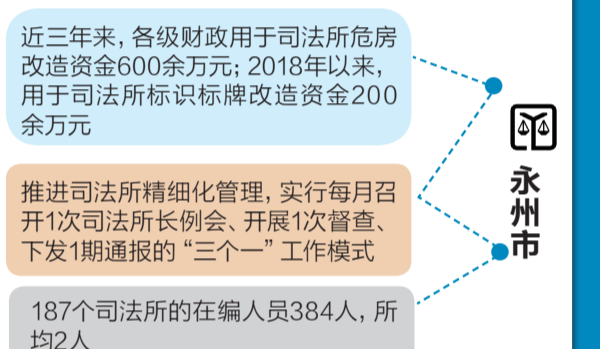 近三年来，各级财政用于司法所危房
改造资金600余万元；2018年以来，
用于司法所标识标牌改造资金200
余万元
推进司法所精细化管理，实行每月召
开1次司法所长例会、开展1次督查、
下发1期通报的“三个一”工作模式
187个司法所的在编人员384人，所
均2人
永州市